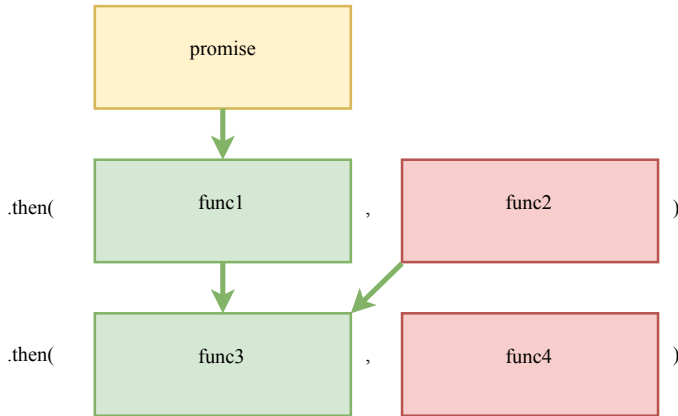 promise
.then( func1 , func2 )
.then( func3 , func4 )